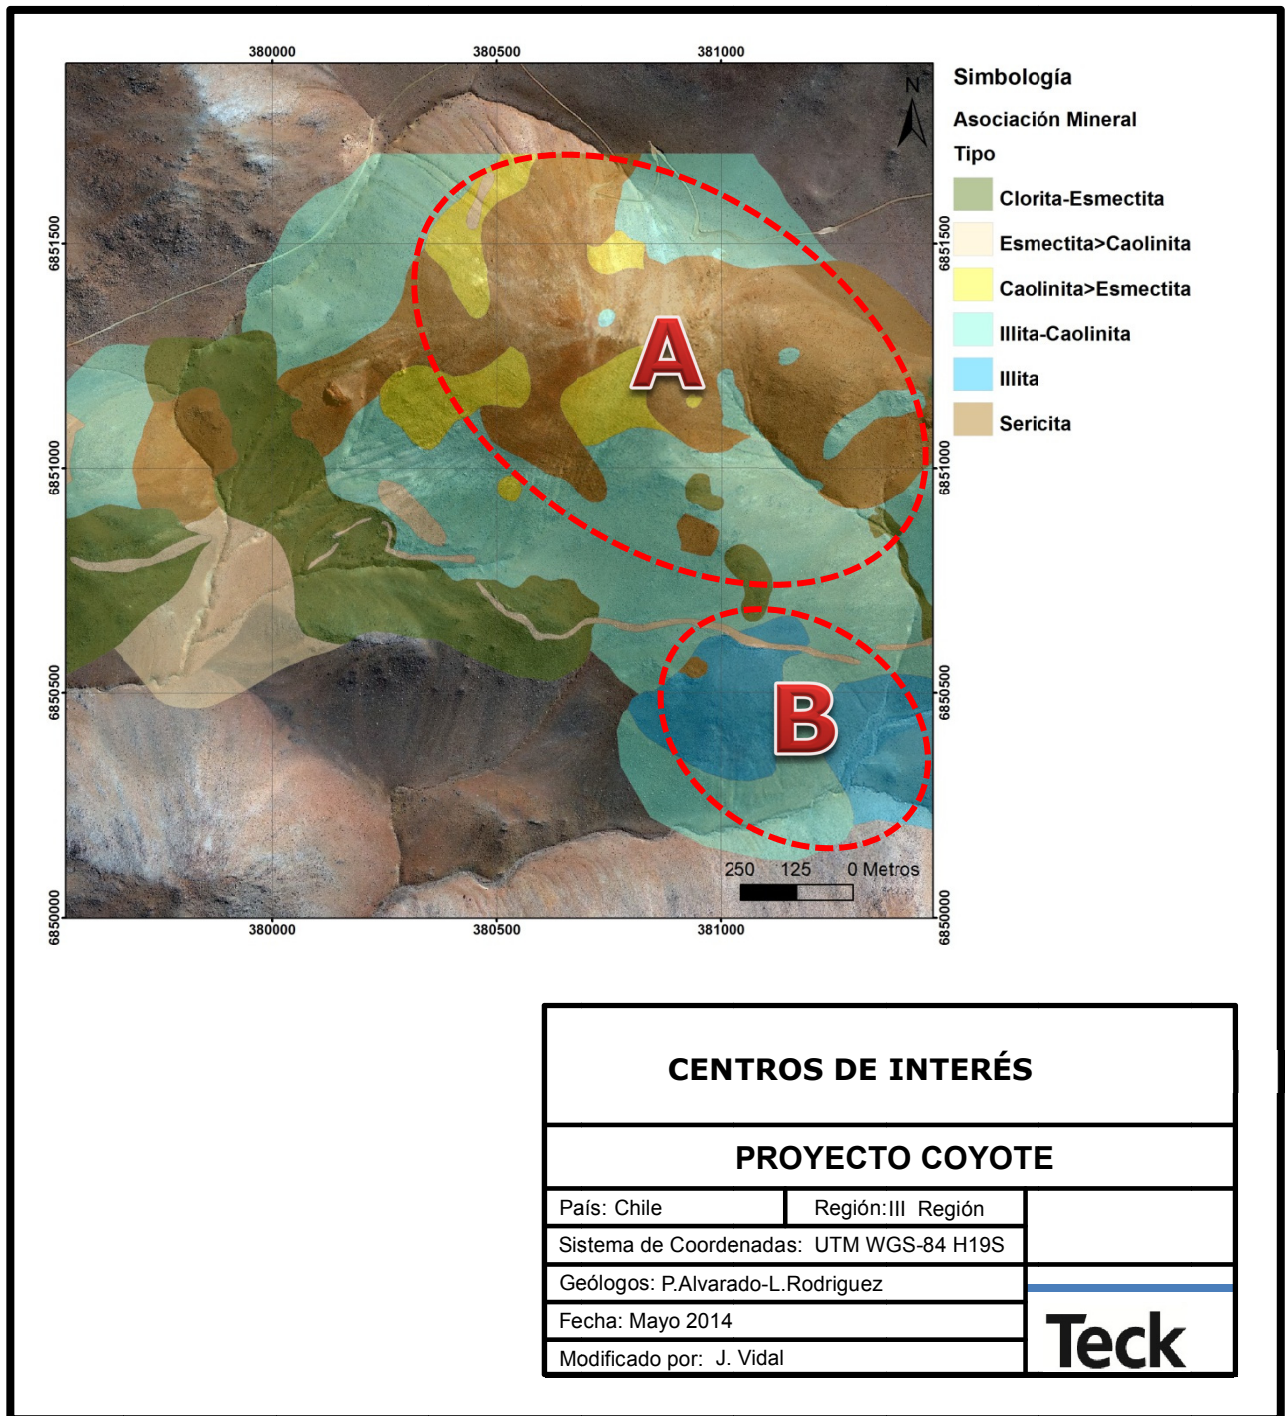 380000 380500 381000
N
6851500 6851500
6851000 6851000
6850500 6850500
6850000 6850000
A
B
250 125 0 Metros
380000 380500 381000
Simbología
Asociación Mineral
Tipo
Clorita-Esmectita
Esmectita>Caolinita
Caolinita>Esmectita
Illita-Caolinita
Illita
Sericita
CENTROS DE INTERÉS
PROYECTO COYOTE
País: Chile Región:III Región
Sistema de Coordenadas: UTM WGS-84 H19S
Geólogos: P.Alvarado-L.Rodriguez
Fecha: Mayo 2014
Modificado por: J. Vidal
Teck